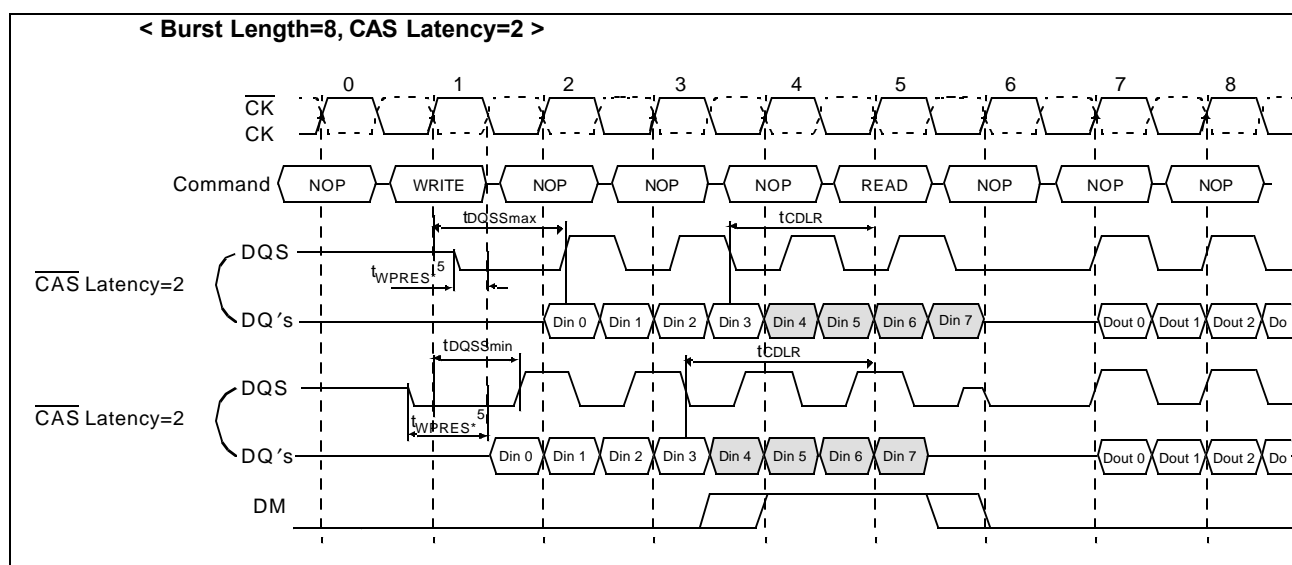 < Burst Length=8, CAS Latency=2 >
0 1 2 3 4 5 6 7 8
CK
CK
Command NOP WRITE NOP NOP NOP READ NOP NOP NOP
tDQSSmax tCDLR
DQS
tWPRES*5
CAS Latency=2
DQ's Din 0 Din 1 Din 2 Din 3 Din 4 Din 5 Din 6 Din 7 Dout 0 Dout 1 Dout 2 Do
tDQSSmin tCDLR
DQS
CAS Latency=2
tWPRES*5
DQ's Din 0 Din 1 Din 2 Din 3 Din 4 Din 5 Din 6 Din 7 Dout 0 Dout 1 Dout 2 Do
DM